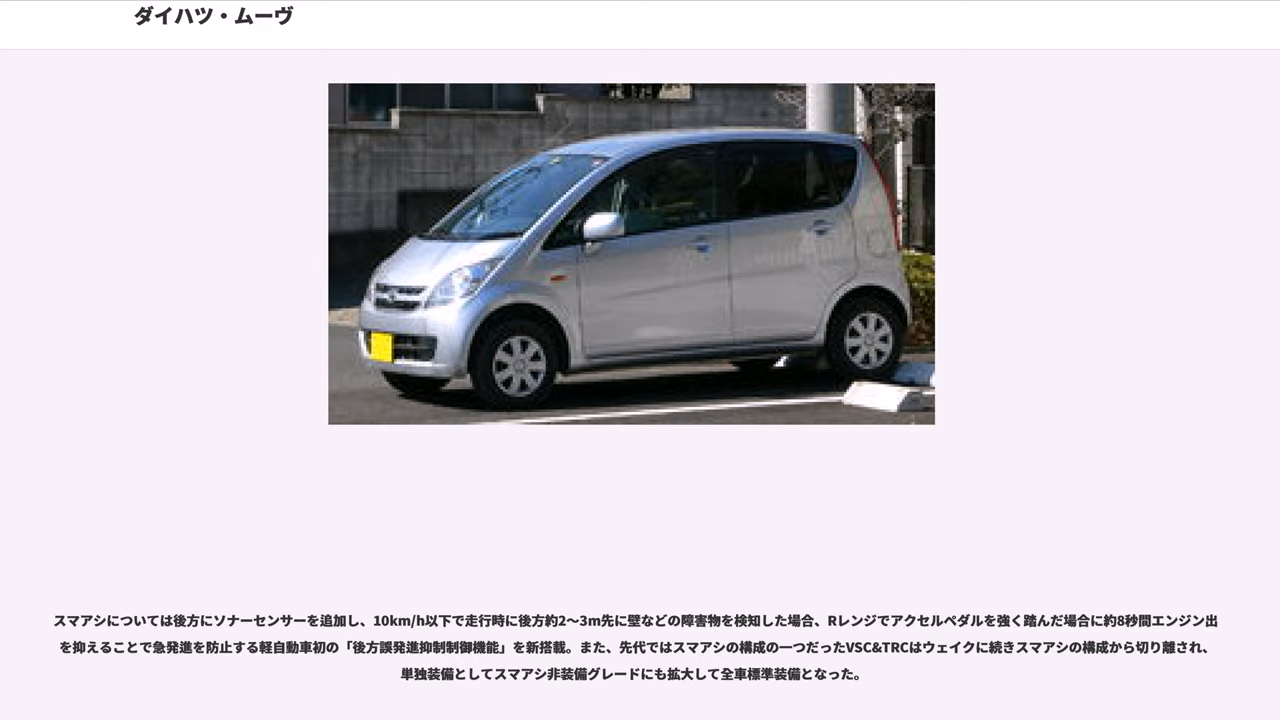 ダイハツ・ムーヴ
スマアシについては後方にソナーセンサーを追加し、10km/h以下で走行時に後方約2〜3m先に壁などの障害物を検知した場合、Rレンジでアクセルペダルを強く踏んだ場合に約8秒間エンジン出
を抑えることで急発進を防止する軽自動車初の「後方誤発進抑制制御機能」を新搭載。また、先代ではスマアシの構成の一つだったVSC&TRCはウェイクに続きスマアシの構成から切り離され、
単独装備としてスマアシ非装備グレードにも拡大して全車標準装備となった。